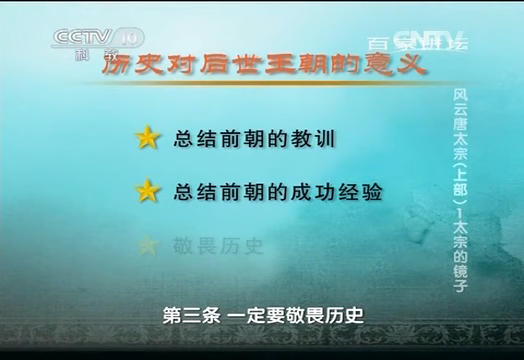 CCTV 10
科教
百家讲坛
CNTV
历史对后世王朝的意义
总结前朝的教训
总结前朝的成功经验
敬畏历史
风云唐太宗(上部)1太宗的镜子
第三条 一定要敬畏历史